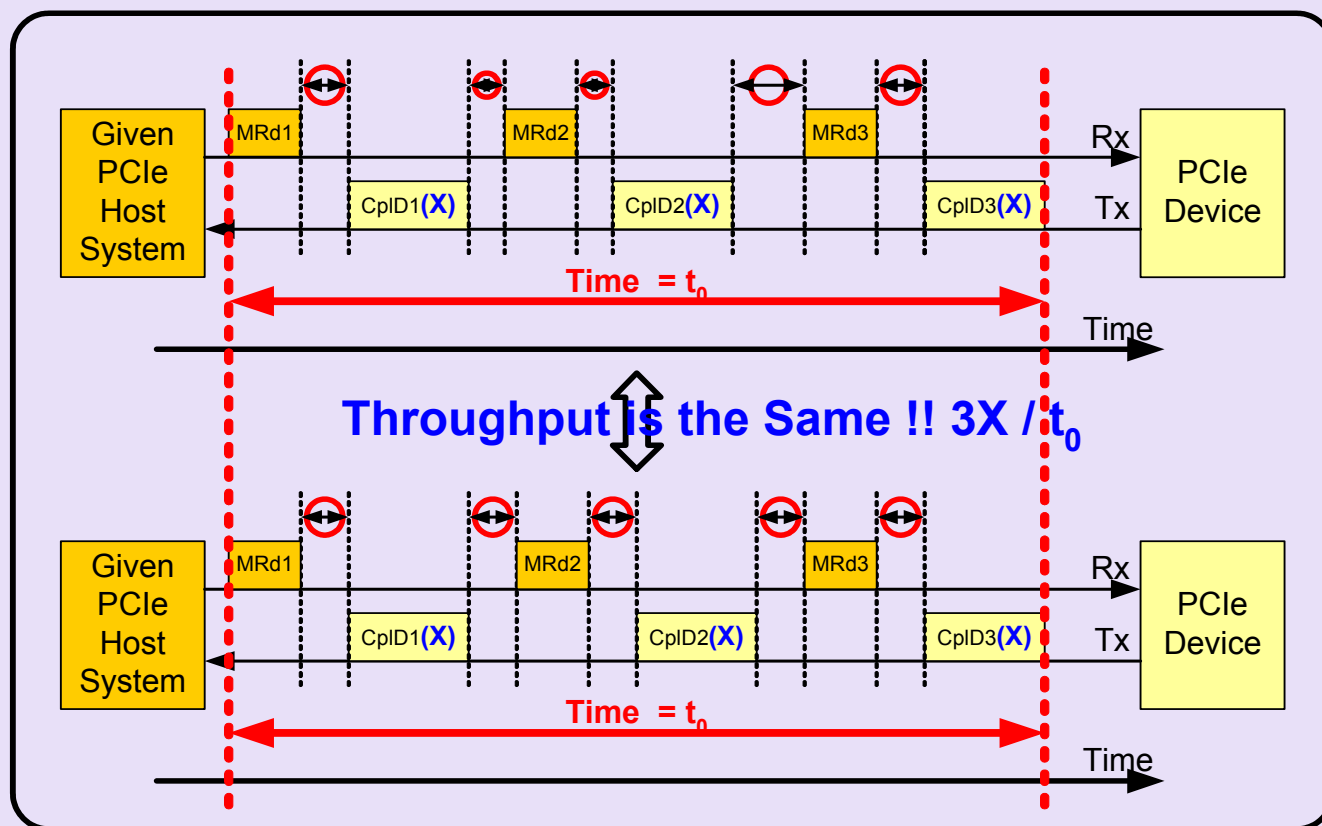 Given
PCIe
Host
System
MRd1
MRd2
MRd3
Rx
CplD1(X)
CplD2(X)
CplD3(X)
Tx
PCIe
Device
Time = t0
Time
Throughput is the Same !! 3X / t0
Given
PCIe
Host
System
MRd1
MRd2
MRd3
Rx
CplD1(X)
CplD2(X)
CplD3(X)
Tx
PCIe
Device
Time = t0
Time